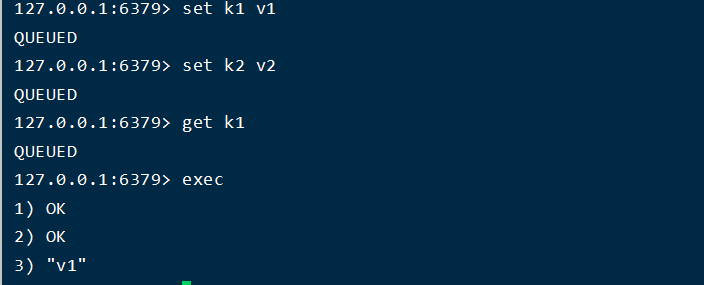 127.0.0.1:6379> set k1 v1
QUEUED
127.0.0.1:6379> set k2 v2
QUEUED
127.0.0.1:6379> get k1
QUEUED
127.0.0.1:6379> exec
1) OK
2) OK
3) "v1"